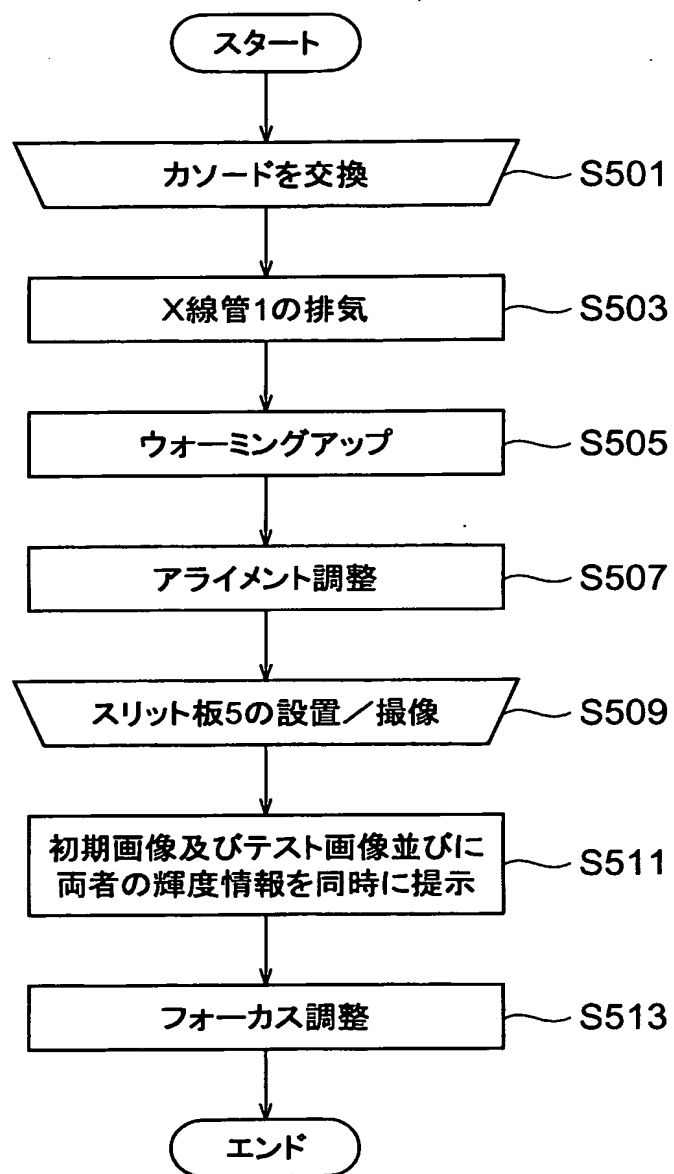 スタート
カソードを交換
S501
X線管1の排気
S503
ウォーミングアップ
S505
アライメント調整
S507
スリット板5の設置／撮像
S509
初期画像及びテスト画像並びに
両者の輝度情報を同時に提示
S511
フォーカス調整
S513
エンド